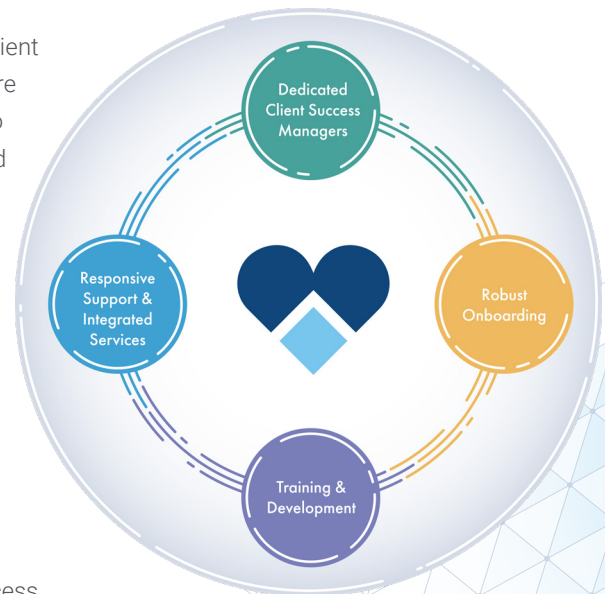 Dedicated
Client Success
Managers
Responsive
Support &
Integrated
Services
Robust
Onboarding
Training &
Development